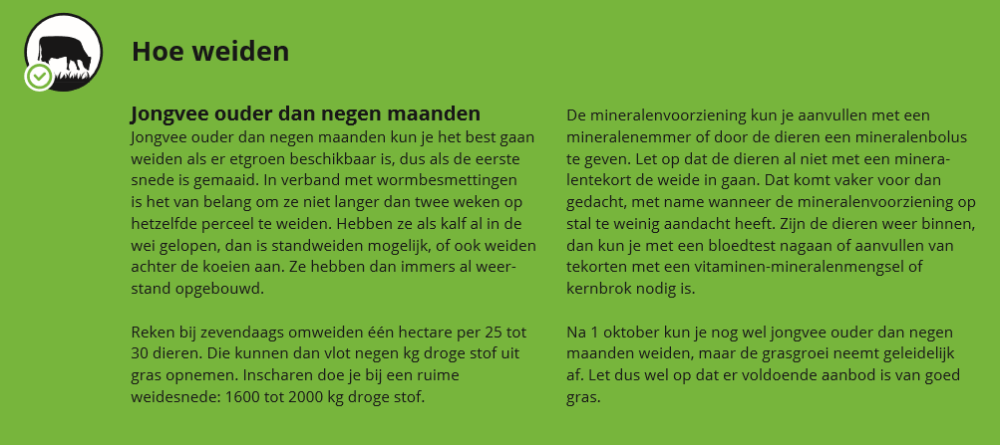 Hoe weiden
Jongvee ouder dan negen maanden
Jongvee ouder dan negen maanden kun je het best gaan
weiden als er etgroen beschikbaar is, dus als de eerste
snede is gemaaid. In verband met wormbesmettingen
is het van belang om ze niet langer dan twee weken op
hetzelfde perceel te weiden. Hebben ze als kalf al in de
wei gelopen, dan is standweiden mogelijk, of ook weiden
achter de koeien aan. Ze hebben dan immers al weer-
stand opgebouwd.
Reken bij zevendaags omweiden één hectare per 25 tot
30 dieren. Die kunnen dan vlot negen kg droge stof uit
gras opnemen. Inscharen doe je bij een ruime
weidesnede: 1600 tot 2000 kg droge stof.
De mineralenvoorziening kun je aanvullen met een
mineralenemmer of door de dieren een mineralenbolus
te geven. Let op dat de dieren al niet met een minera-
lentekort de weide in gaan. Dat komt vaker voor dan
gedacht, met name wanneer de mineralenvoorziening op
stal te weinig aandacht heeft. Zijn de dieren weer binnen,
dan kun je met een bloedtest nagaan of aanvullen van
tekorten met een vitaminen-mineralenmengsel of
kernbrok nodig is.
Na 1 oktober kun je nog wel jongvee ouder dan negen
maanden weiden, maar de grasgroei neemt geleidelijk
af. Let dus wel op dat er voldoende aanbod is van goed
gras.